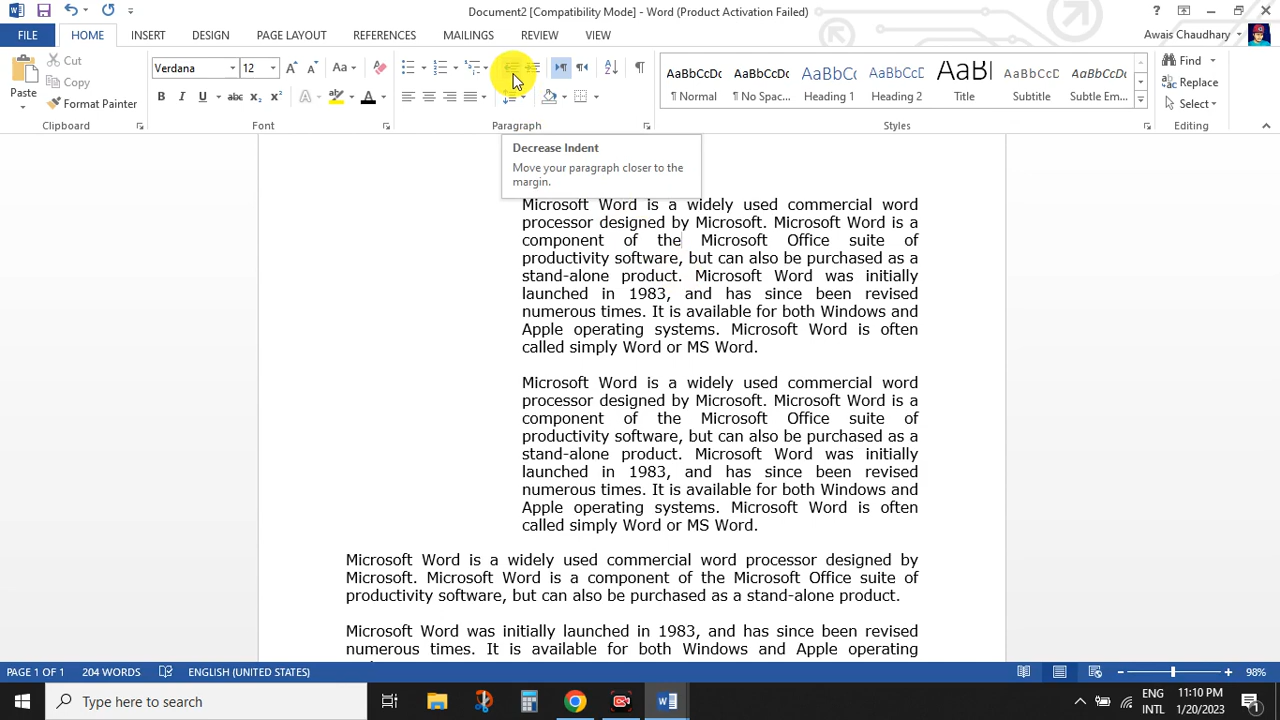 Document2 [Compatibility Mode] - Word (Product Activation Failed)
FILE HOME INSERT DESIGN PAGE LAYOUT REFERENCES MAILINGS REVIEW VIEW Awais Chaudhary
Paste Cut
Copy
Format Painter
Clipboard
Verdana 12 Aa
B I U abc X₂ X² A A
Font
Paragraph
AaBbCcDc AaBbCcDc AaBbCc AaBbCcD AaBl AaBbCcD AaBbCcDc
¶ Normal ¶ No Spac... Heading 1 Heading 2 Title Subtitle Subtle Em...
Styles
Find
Replace
Select
Editing
Decrease Indent
Move your paragraph closer to the
margin.
Microsoft Word is a widely used commercial word
processor designed by Microsoft. Microsoft Word is a
component of the Microsoft Office suite of
productivity software, but can also be purchased as a
stand-alone product. Microsoft Word was initially
launched in 1983, and has since been revised
numerous times. It is available for both Windows and
Apple operating systems. Microsoft Word is often
called simply Word or MS Word.
Microsoft Word is a widely used commercial word
processor designed by Microsoft. Microsoft Word is a
component of the Microsoft Office suite of
productivity software, but can also be purchased as a
stand-alone product. Microsoft Word was initially
launched in 1983, and has since been revised
numerous times. It is available for both Windows and
Apple operating systems. Microsoft Word is often
called simply Word or MS Word.
Microsoft Word is a widely used commercial word processor designed by
Microsoft. Microsoft Word is a component of the Microsoft Office suite of
productivity software, but can also be purchased as a stand-alone product.
Microsoft Word was initially launched in 1983, and has since been revised
numerous times. It is available for both Windows and Apple operating
PAGE 1 OF 1 204 WORDS ENGLISH (UNITED STATES) 98%
Type here to search
ENG
INTL
11:10 PM
1/20/2023
1